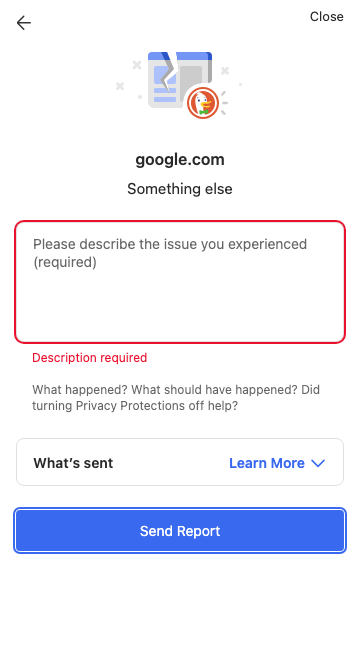 Close
google.com
Something else
Please describe the issue you experienced
(required)
Description required
What happened? What should have happened? Did
turning Privacy Protections off help?
What’s sent
Learn More
Send Report